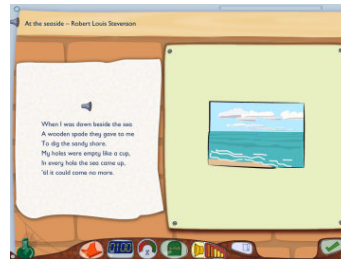 At the seaside – Robert Louis Stevenson
When I was down beside the sea
A wooden spade they gave to me
To dig the sandy shore.
My holes were empty like a cup,
In every hole the sea came up,
'til it could come no more.